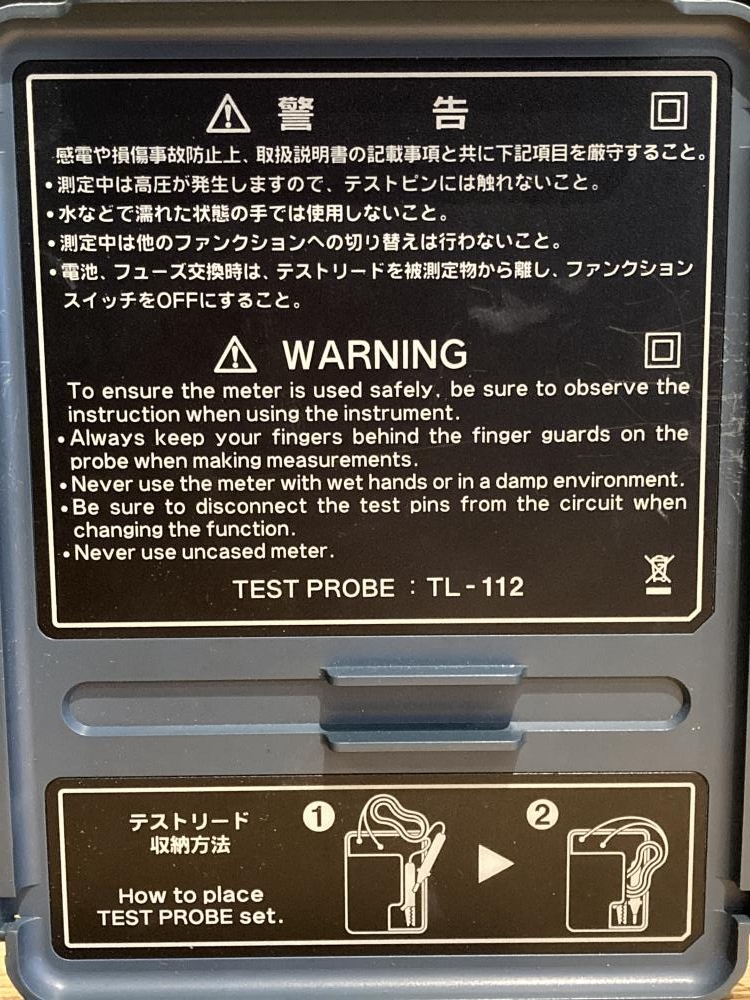 警 告
感電や損傷事故防止上、取扱説明書の記載事項と共に下記項目を厳守すること。
•測定中は高圧が発生しますので、テストピンには触れないこと。
•水などで濡れた状態の手では使用しないこと。
•測定中は他のファンクションへの切り替えは行わないこと。
•電池、フューズ交換時は、テストリードを被測定物から離し、ファンクション
スイッチをOFFにすること。
WARNING
To ensure the meter is used safely, be sure to observe the
instruction when using the instrument.
•Always keep your fingers behind the finger guards on the
probe when making measurements.
•Never use the meter with wet hands or in a damp environment.
•Be sure to disconnect the test pins from the circuit when
changing the function.
•Never use uncased meter.
TEST PROBE : TL-112
テストリード
収納方法
How to place
TEST PROBE set.
1
2